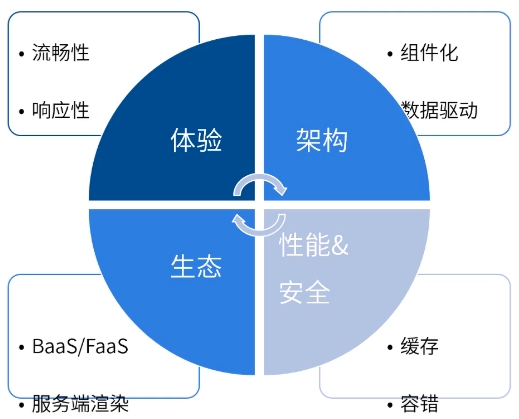 • 流畅性
• 响应性
• 组件化
• 数据驱动
体验
架构
生态
性能&
安全
• BaaS/FaaS
• 服务端渲染
• 缓存
• 容错